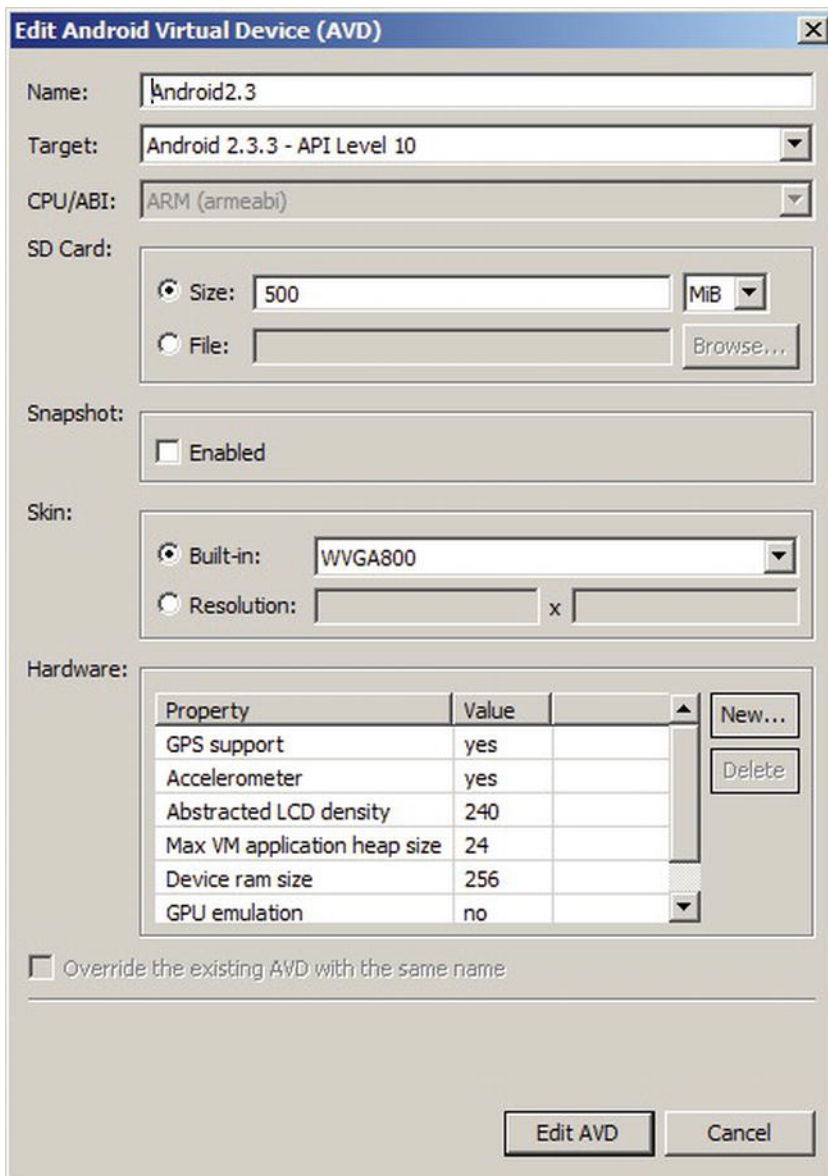 Edit Android Virtual Device (AVD)
Name: Android2.3
Target: Android 2.3.3 - API Level 10
CPU/ABI: ARM (armeabi)
SD Card:
Size: 500 MiB
File: Browse...
Snapshot:
Enabled
Skin:
Built-in: WVGA800
Resolution: x
Hardware:
Property Value New...
GPS support yes
Accelerometer yes Delete
Abstracted LCD density 240
Max VM application heap size 24
Device ram size 256
GPU emulation no
Override the existing AVD with the same name
Edit AVD Cancel